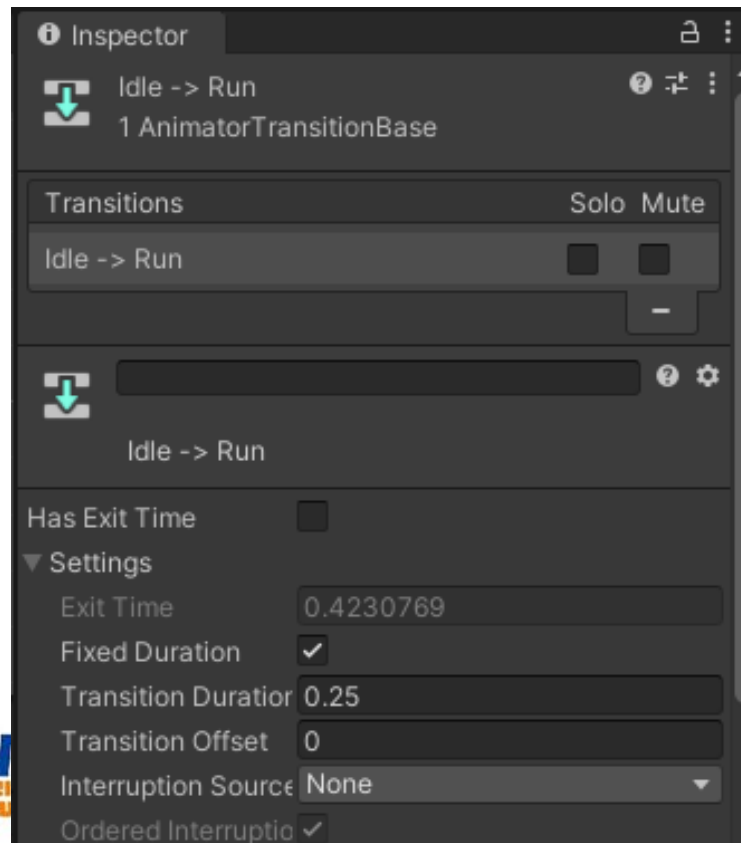 Inspector
Idle -> Run
1 AnimatorTransitionBase
Transitions Solo Mute
Idle -> Run
Idle -> Run
Has Exit Time
Settings
Exit Time 0.4230769
Fixed Duration
Transition Duration 0.25
Transition Offset 0
Interruption Source None
Ordered Interruptio